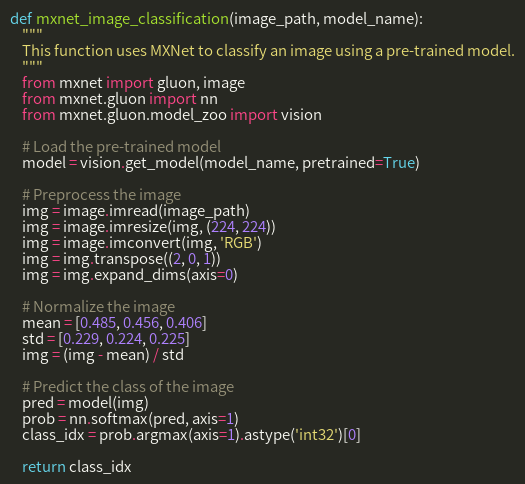 def mxnet_image_classification(image_path, model_name):
    """
    This function uses MXNet to classify an image using a pre-trained model.
    """
    from mxnet import gluon, image
    from mxnet.gluon import nn
    from mxnet.gluon.model_zoo import vision

    # Load the pre-trained model
    model = vision.get_model(model_name, pretrained=True)

    # Preprocess the image
    img = image.imread(image_path)
    img = image.imresize(img, (224, 224))
    img = image.imconvert(img, 'RGB')
    img = img.transpose((2, 0, 1))
    img = img.expand_dims(axis=0)

    # Normalize the image
    mean = [0.485, 0.456, 0.406]
    std = [0.229, 0.224, 0.225]
    img = (img - mean) / std

    # Predict the class of the image
    pred = model(img)
    prob = nn.softmax(pred, axis=1)
    class_idx = prob.argmax(axis=1).astype('int32')[0]

    return class_idx